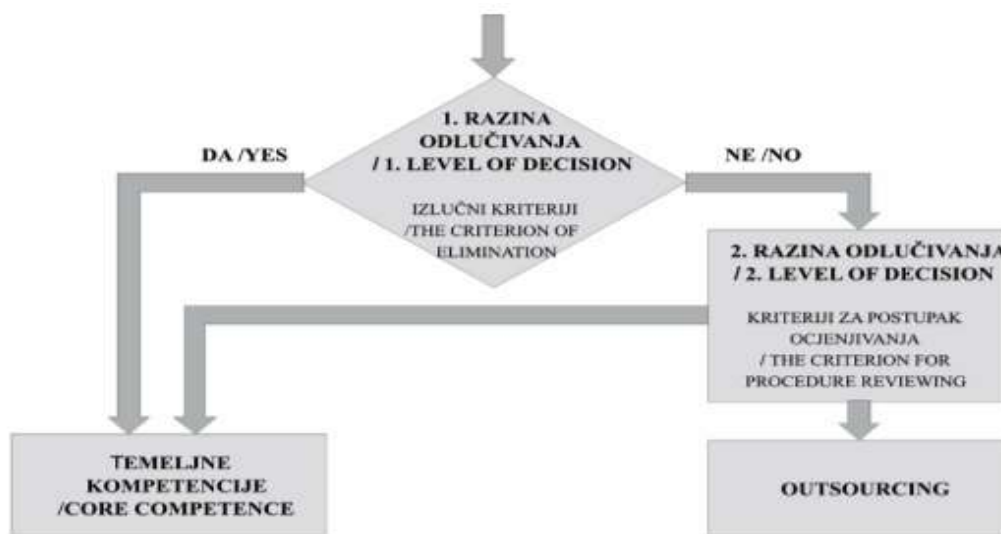 1. RAZINA
ODLUČIVANJA
/ 1. LEVEL OF DECISION
IZLUČNI KRITERIJI
/THE CRITERION OF
ELIMINATION
DA /YES
NE /NO
2. RAZINA ODLUČIVANJA
/ 2. LEVEL OF DECISION
KRITERIJI ZA POSTUPAK
OCJENJIVANJA
/ THE CRITERION FOR
PROCEDURE REVIEWING
TEMELJNE
KOMPETENCIJE
/CORE COMPETENCE
OUTSOURCING